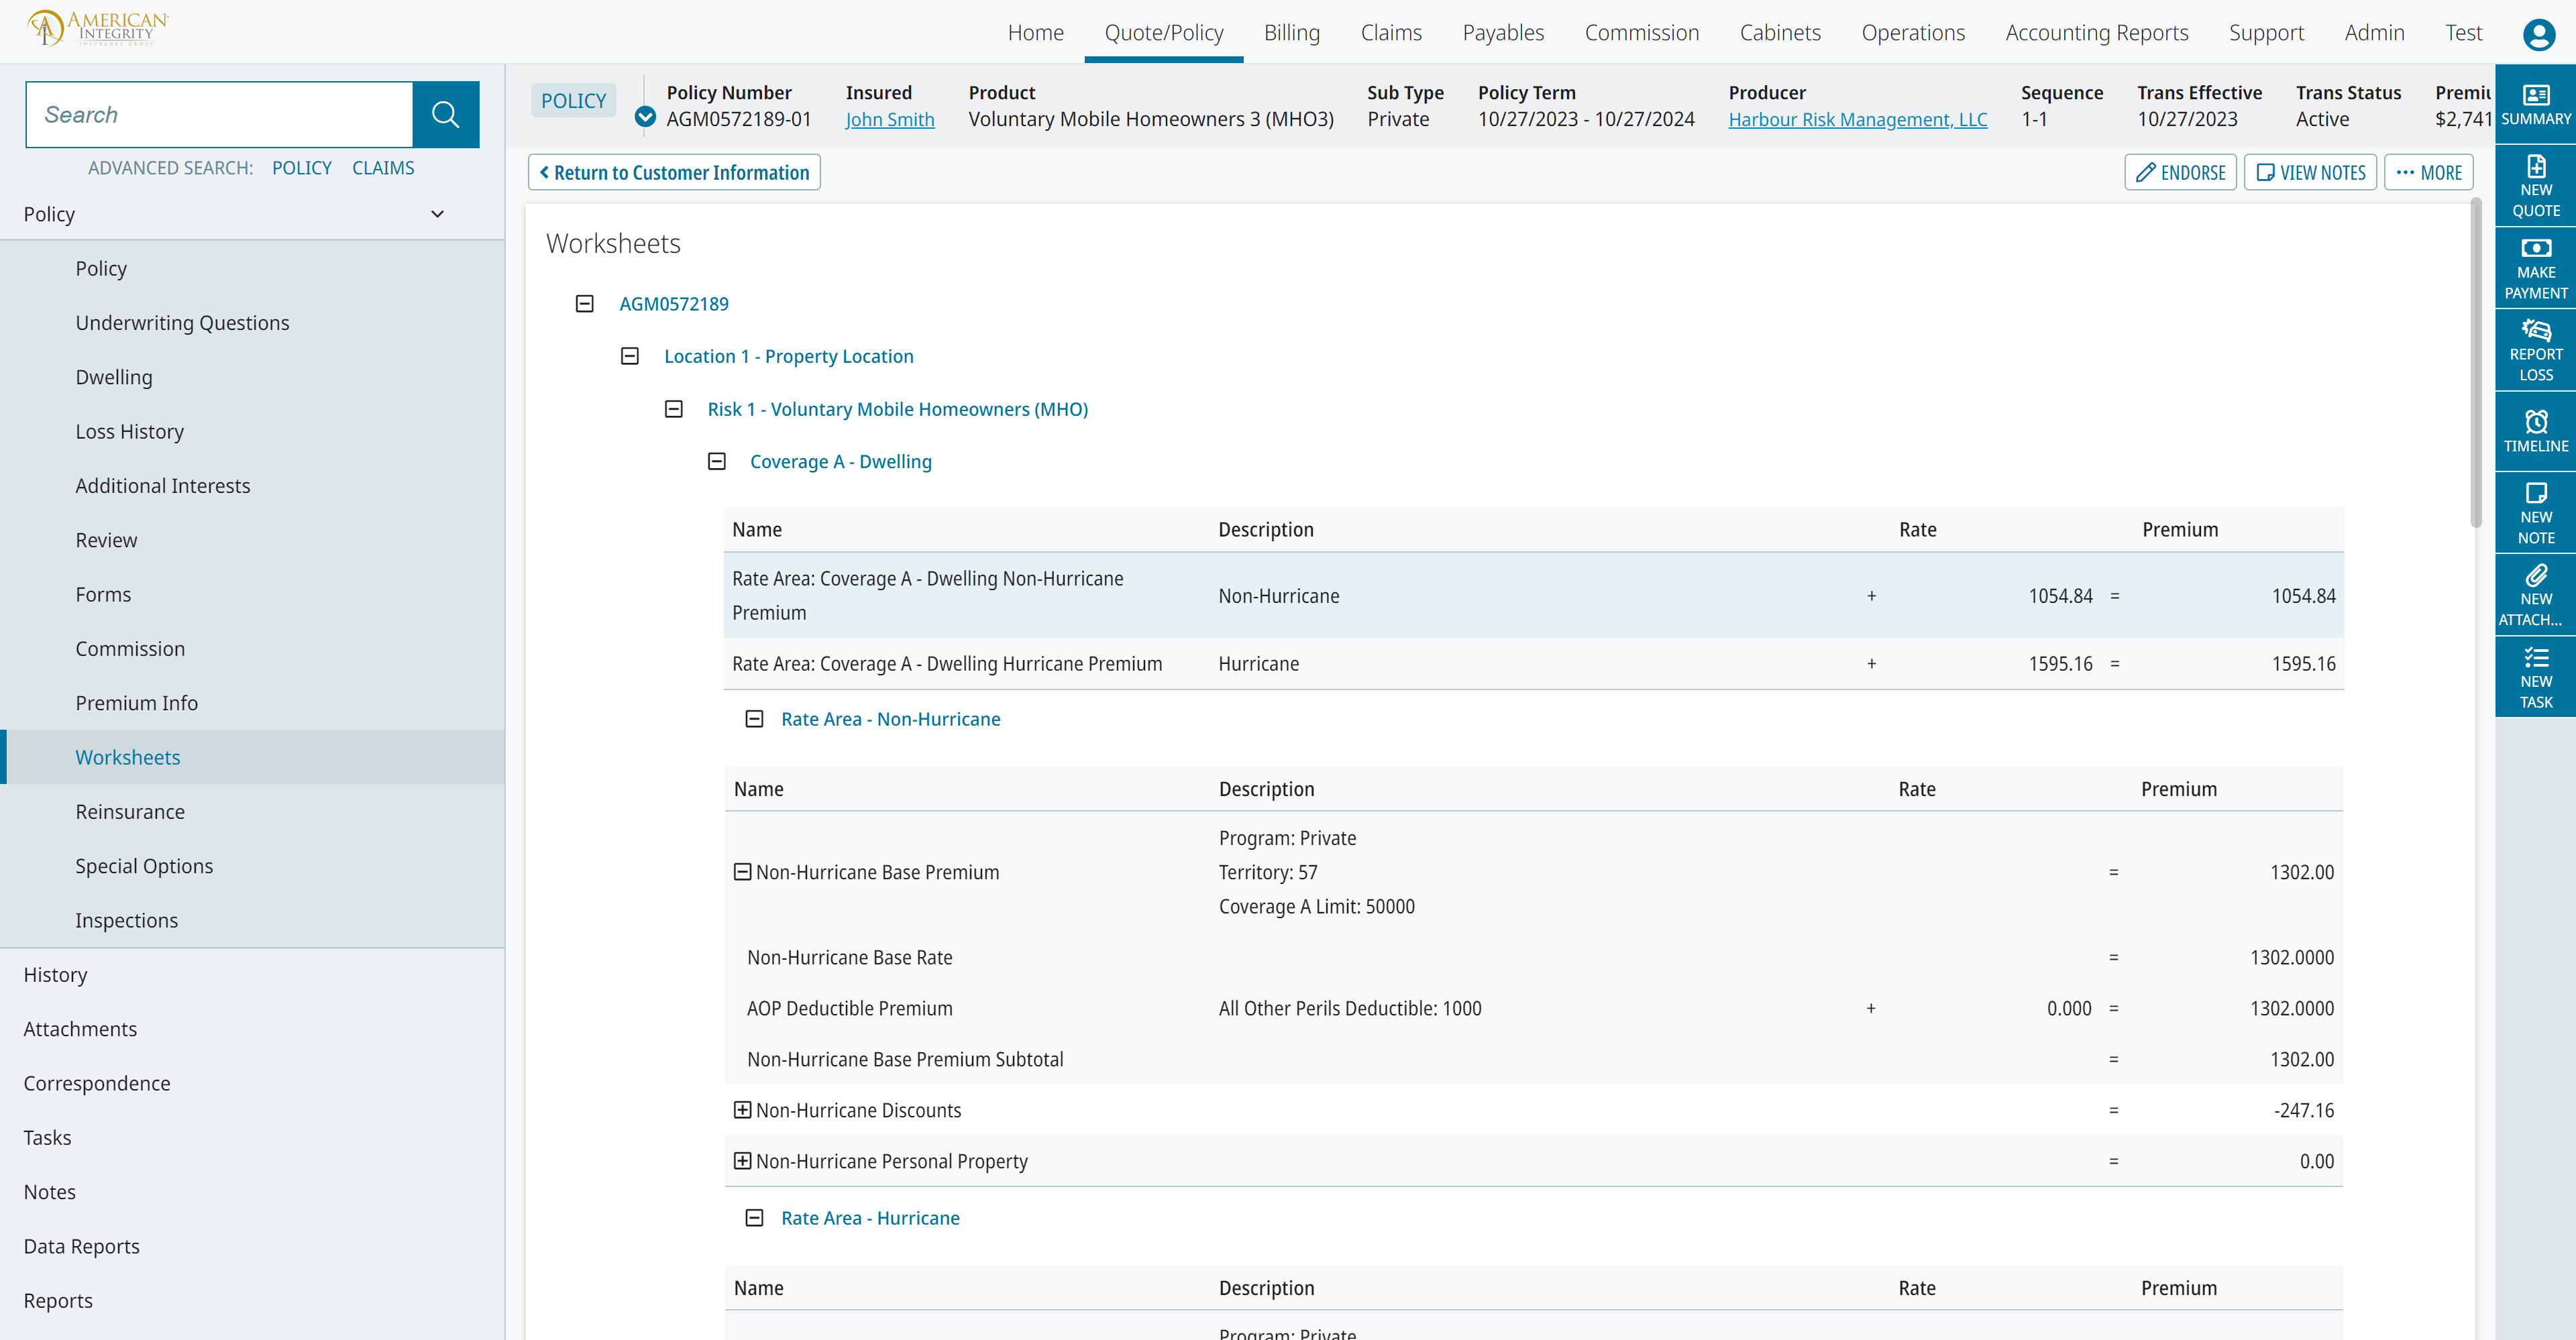 AMERICAN
INTEGRITY
INSURANCE GROUP
Home
Quote/Policy
Billing
Claims
Payables
Commission
Cabinets
Operations
Accounting Reports
Support
Admin
Test
Search
ADVANCED SEARCH: POLICY CLAIMS
Policy
Policy
Underwriting Questions
Dwelling
Loss History
Additional Interests
Review
Forms
Commission
Premium Info
Worksheets
Reinsurance
Special Options
Inspections
History
Attachments
Correspondence
Tasks
Notes
Data Reports
Reports
POLICY
Policy Number
AGM0572189-01
Insured
John Smith
Product
Voluntary Mobile Homeowners 3 (MHO3)
Sub Type
Private
Policy Term
10/27/2023 - 10/27/2024
Producer
Harbour Risk Management, LLC
Sequence
1-1
Trans Effective
10/27/2023
Trans Status
Active
Premiu
$2,741
Return to Customer Information
ENDORSE
VIEW NOTES
MORE
Worksheets
AGM0572189
Location 1 - Property Location
Risk 1 - Voluntary Mobile Homeowners (MHO)
Coverage A - Dwelling
Name Description Rate Premium
Rate Area: Coverage A - Dwelling Non-Hurricane
Premium
Non-Hurricane + 1054.84 = 1054.84
Rate Area: Coverage A - Dwelling Hurricane Premium Hurricane + 1595.16 = 1595.16
Rate Area - Non-Hurricane
Name Description Rate Premium
Non-Hurricane Base Premium
Program: Private
Territory: 57
Coverage A Limit: 50000
= 1302.00
Non-Hurricane Base Rate = 1302.0000
AOP Deductible Premium All Other Perils Deductible: 1000 + 0.000 = 1302.0000
Non-Hurricane Base Premium Subtotal = 1302.00
Non-Hurricane Discounts = -247.16
Non-Hurricane Personal Property = 0.00
Rate Area - Hurricane
Name Description Rate Premium
Program: Private
SUMMARY
NEW
QUOTE
MAKE
PAYMENT
REPORT
LOSS
TIMELINE
NEW
NOTE
NEW
ATTACH...
NEW
TASK